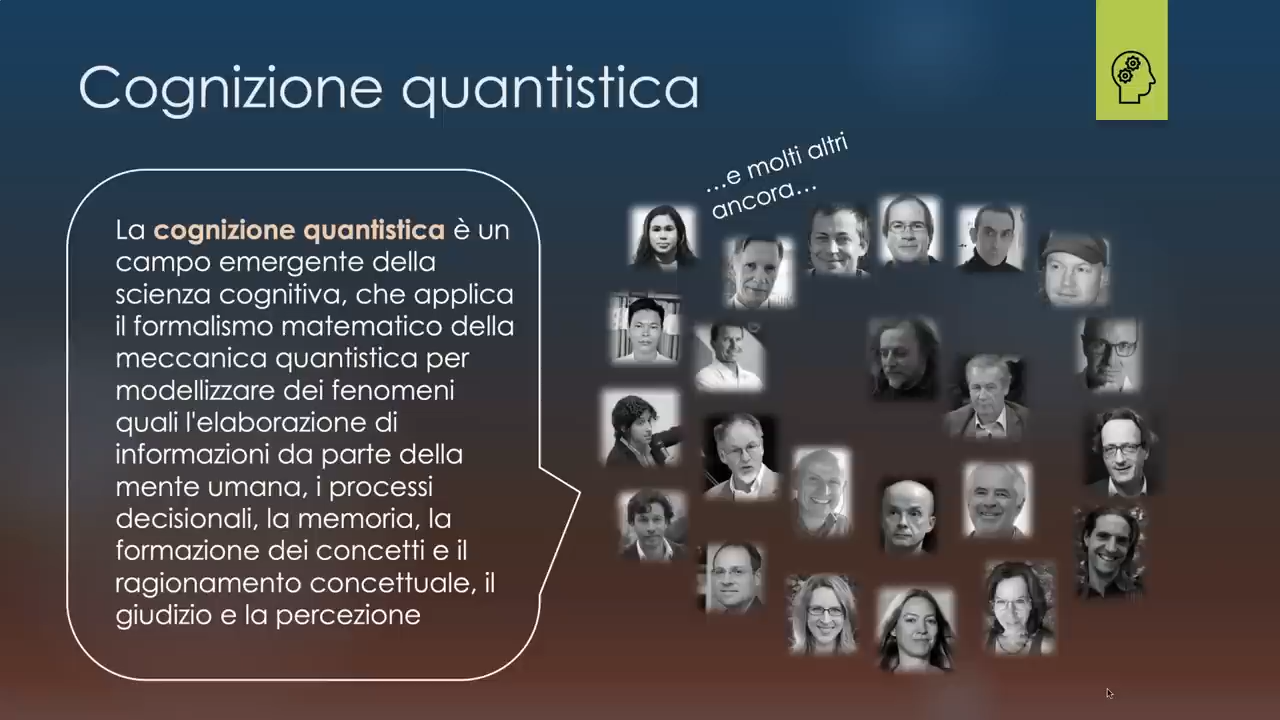 Cognizione quantistica
...e molti altri
ancora...
La cognizione quantistica è un
campo emergente della
scienza cognitiva, che applica
il formalismo matematico della
meccanica quantistica per
modellizzare dei fenomeni
quali l'elaborazione di
informazioni da parte della
mente umana, i processi
decisionali, la memoria, la
formazione dei concetti e il
ragionamento concettuale, il
giudizio e la percezione